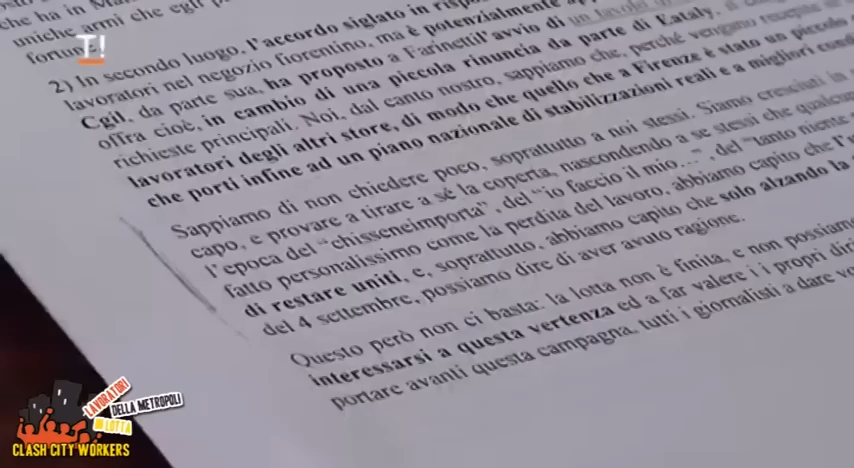 che ha in
uniche armi che egli
fortune
T!
2) In secondo luogo, l'accordo siglato in
lavoratori nel negozio fiorentino, ma è potenzialmente
Cgil, da parte sua, ha proposto a Farinetti l'avvio di un tavolo
offra cioè, in cambio di una piccola rinuncia da parte di Eataly,
richieste principali. Noi, dal canto nostro, sappiamo che, perché vengano
lavoratori degli altri store, di modo che quello che a Firenze è stato un piccolo
che porti infine ad un piano nazionale di stabilizzazioni reali e a migliori
Sappiamo di non chiedere poco, soprattutto a noi stessi. Siamo cresciuti in
capo, e provare a tirare a sé la coperta, nascondendo a se stessi che
l'epoca del "chisseneimporta", del "io faccio il mio...", del "tanto niente
fatto personalissimo come la perdita del lavoro, abbiamo capito che
di restare uniti, e, soprattutto, abbiamo capito che solo alzando la
del 4 settembre, possiamo dire di aver avuto ragione.
Questo però non ci basta: la lotta non è finita, e non possiamo
interessarsi a questa vertenza ed a far valere i i propri
portare avanti questa campagna, tutti i giornalisti a dare
LAVORATORI
DELLA METROPOLI
IN LOTTA
CLASH CITY WORKERS